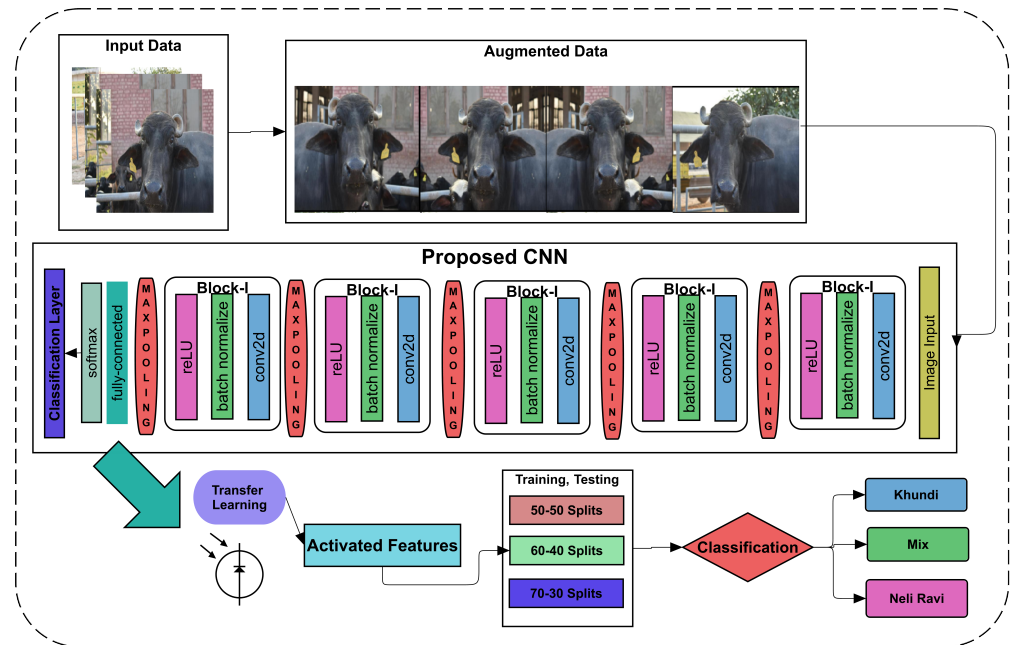 Input Data
Augmented Data
Proposed CNN
Classification Layer
softmax
fully-connected
MAXPOOLING
Block-I
reLU
batch normalize
conv2d
MAXPOOLING
Block-I
reLU
batch normalize
conv2d
MAXPOOLING
Block-I
reLU
batch normalize
conv2d
MAXPOOLING
Block-I
reLU
batch normalize
conv2d
MAXPOOLING
Block-I
reLU
batch normalize
conv2d
Image Input
Transfer
Learning
Activated Features
Training, Testing
50-50 Splits
60-40 Splits
70-30 Splits
Classification
Khundi
Mix
Neli Ravi